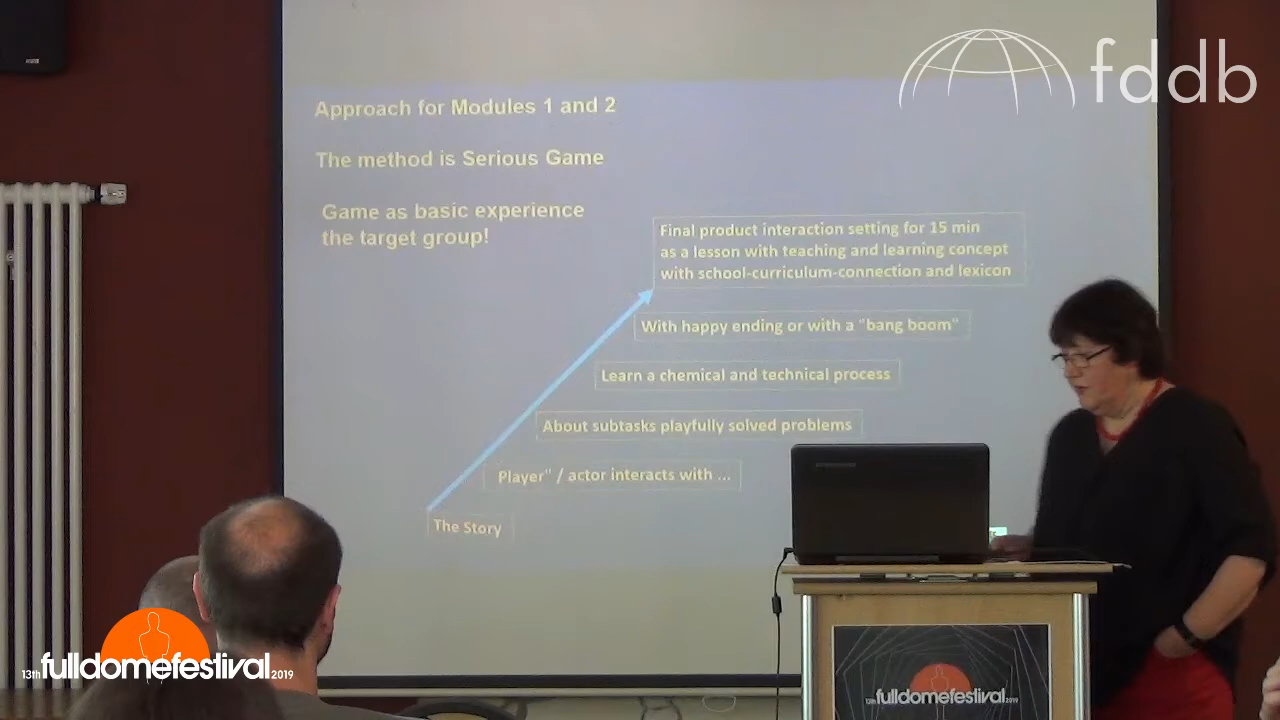 fddb
Approach for Modules 1 and 2
The method is Serious Game
Game as basic experience
the target group!
Final product interaction setting for 15 min
as a lesson with teaching and learning concept
with school-curriculum-connection and lexicon
With happy ending or with a "bang boom"
Learn a chemical and technical process
About subtasks playfully solved problems
Player" / actor interacts with ...
The Story
13th fulldomefestival 2019
13th fulldomefestival 2019